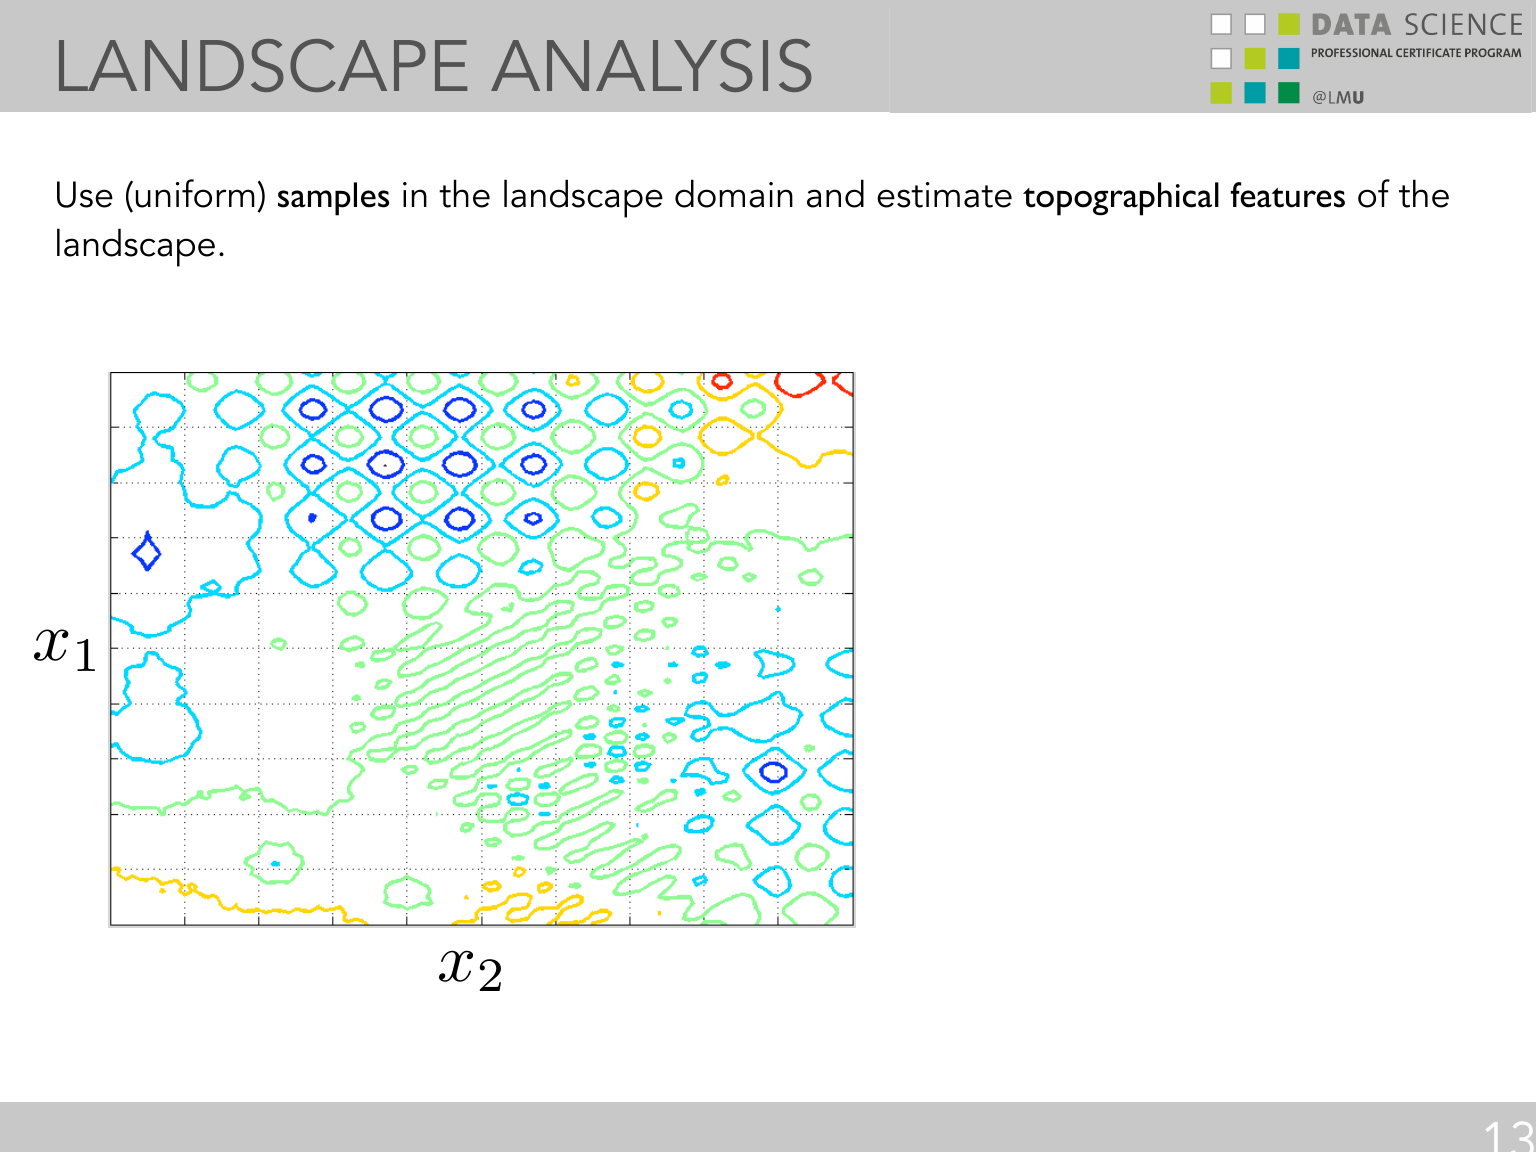 LANDSCAPE ANALYSIS
DATA SCIENCE
PROFESSIONAL CERTIFICATE PROGRAM
@LMU
Use (uniform) samples in the landscape domain and estimate topographical features of the
landscape.
x₁
x₂
13